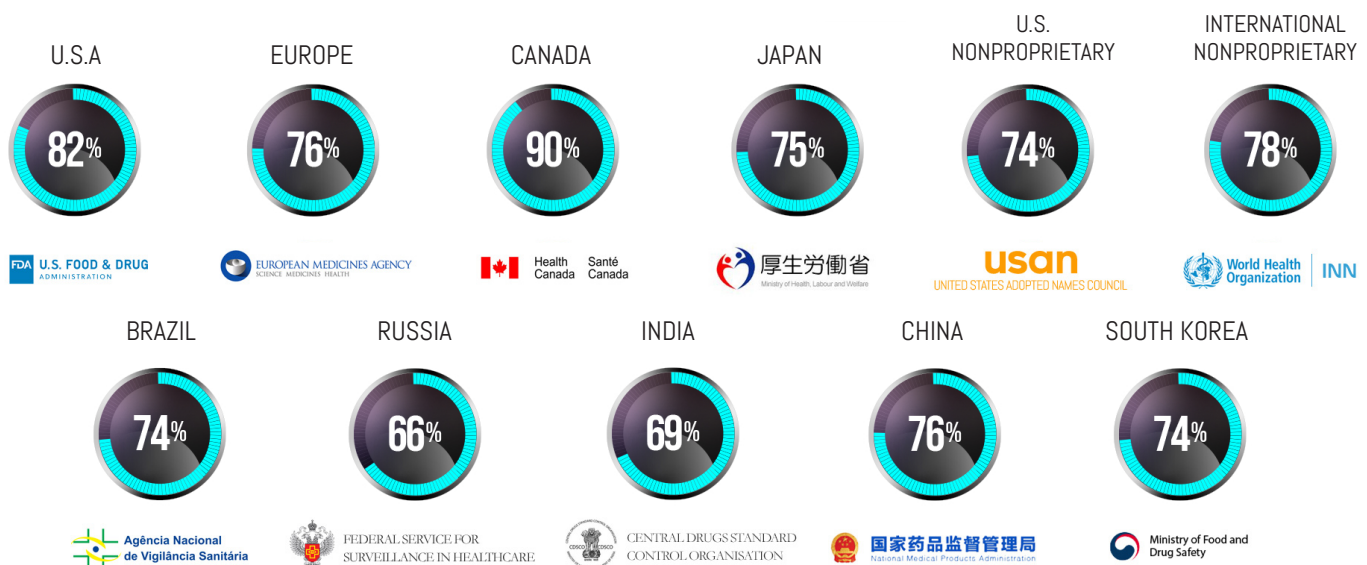 U.S.A
EUROPE
CANADA
JAPAN
U.S.
NONPROPRIETARY
INTERNATIONAL
NONPROPRIETARY
82%
76%
90%
75%
74%
78%
FDA U.S. FOOD & DRUG
ADMINISTRATION
EUROPEAN MEDICINES AGENCY
SCIENCE MEDICINES HEALTH
Health Santé
Canada Canada
厚生労働省
Ministry of Health, Labour and Welfare
usan
UNITED STATES ADOPTED NAMES COUNCIL
World Health
Organization
INN
BRAZIL
RUSSIA
INDIA
CHINA
SOUTH KOREA
74%
66%
69%
76%
74%
Agência Nacional
de Vigilância Sanitária
FEDERAL SERVICE FOR
SURVEILLANCE IN HEALTHCARE
CENTRAL DRUGS STANDARD
CONTROL ORGANISATION
国家药品监督管理局
National Medical Products Administration
Ministry of Food and
Drug Safety